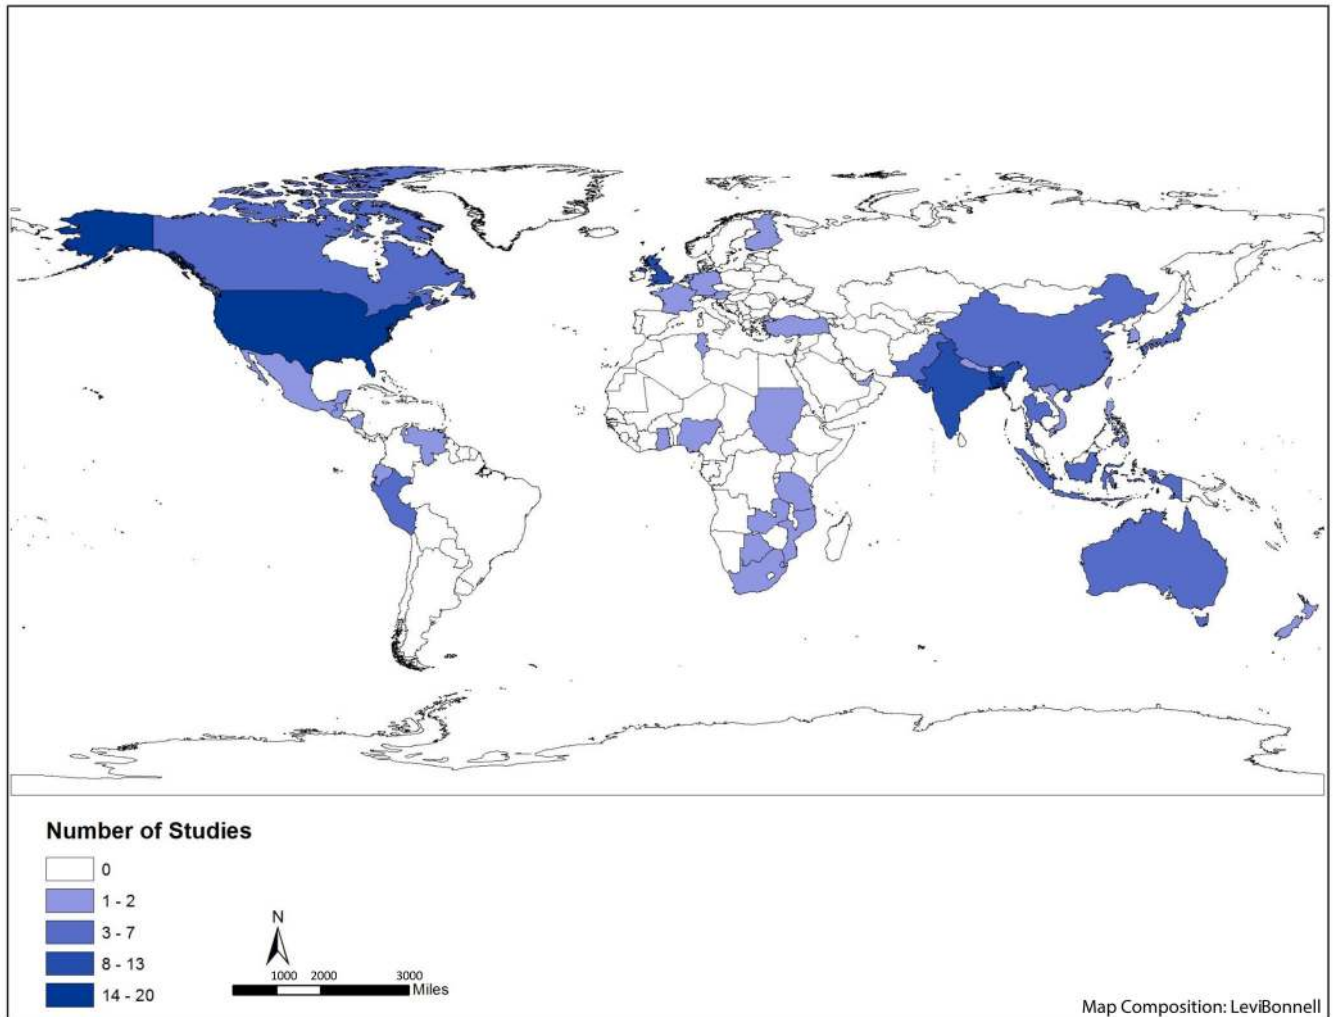 Number of Studies
0
1 - 2
3 - 7
8 - 13
14 - 20
N
1000 2000 3000
Miles
Map Composition: LeviBonnell